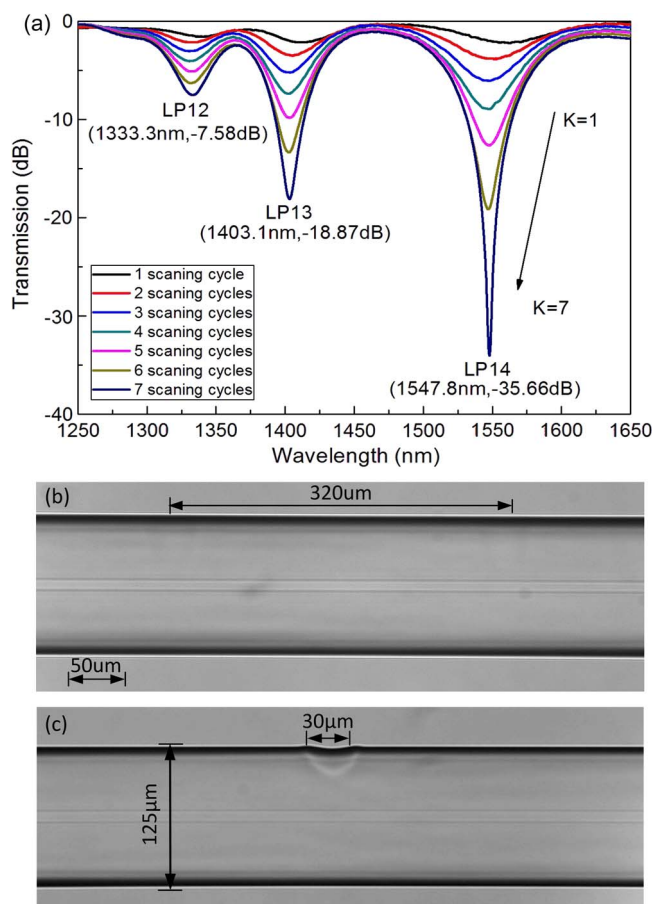 (a)
0
-10
-20
-30
-40
Transmission (dB)
LP12
(1333.3nm,-7.58dB)
LP13
(1403.1nm,-18.87dB)
K=1
K=7
LP14
(1547.8nm,-35.66dB)
1 scaning cycle
2 scaning cycles
3 scaning cycles
4 scaning cycles
5 scaning cycles
6 scaning cycles
7 scaning cycles
1250 1300 1350 1400 1450 1500 1550 1600 1650
Wavelength (nm)
(b)
320um
50um
(c)
30μm
125μm